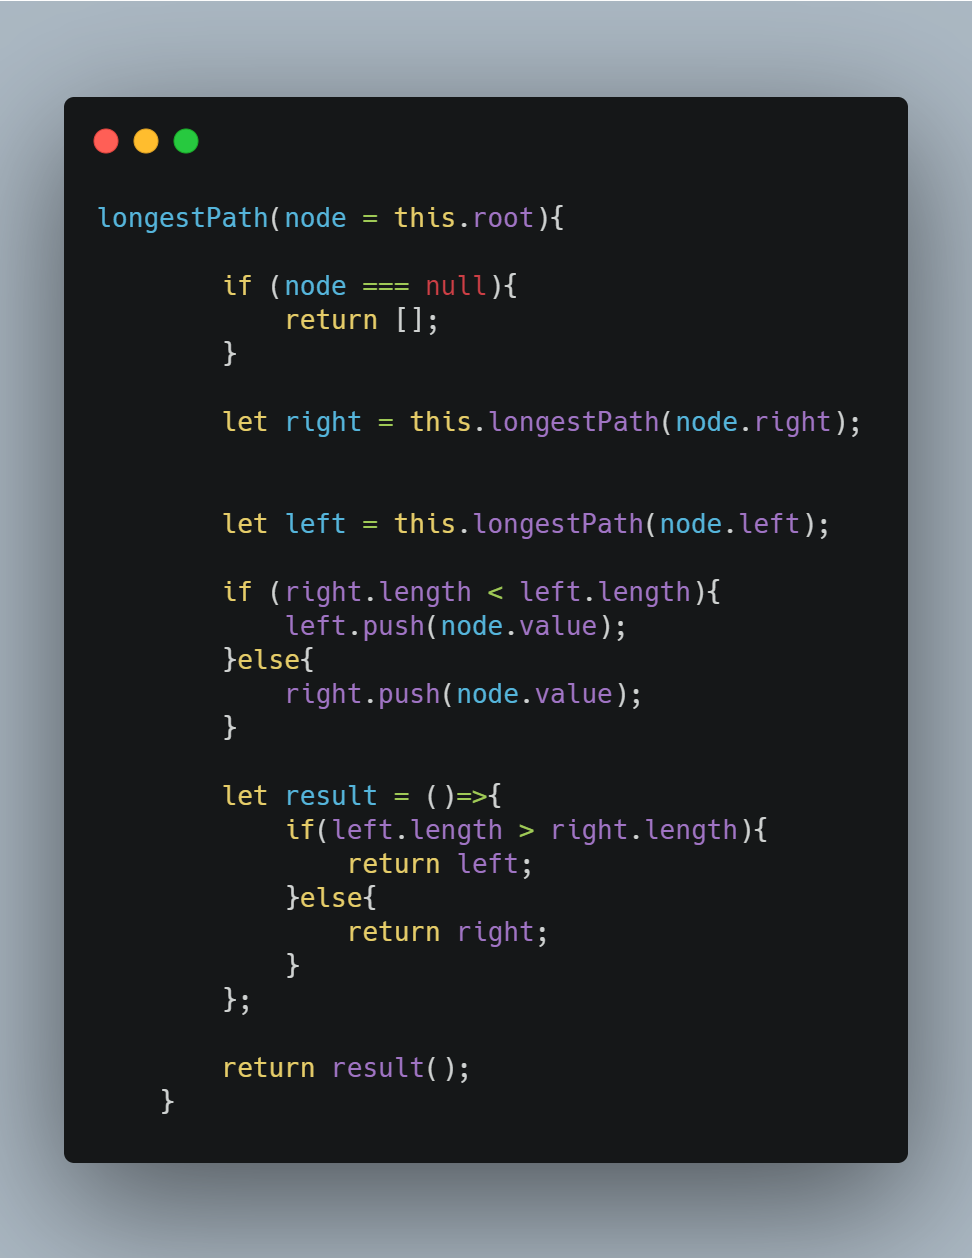 longestPath(node = this.root){
        if (node === null){
            return [];
        }
        let right = this.longestPath(node.right);
        let left = this.longestPath(node.left);
        if (right.length < left.length){
            left.push(node.value);
        }else{
            right.push(node.value);
        }
        let result = ()=>{
            if(left.length > right.length){
                return left;
            }else{
                return right;
            }
        };
        return result();
    }